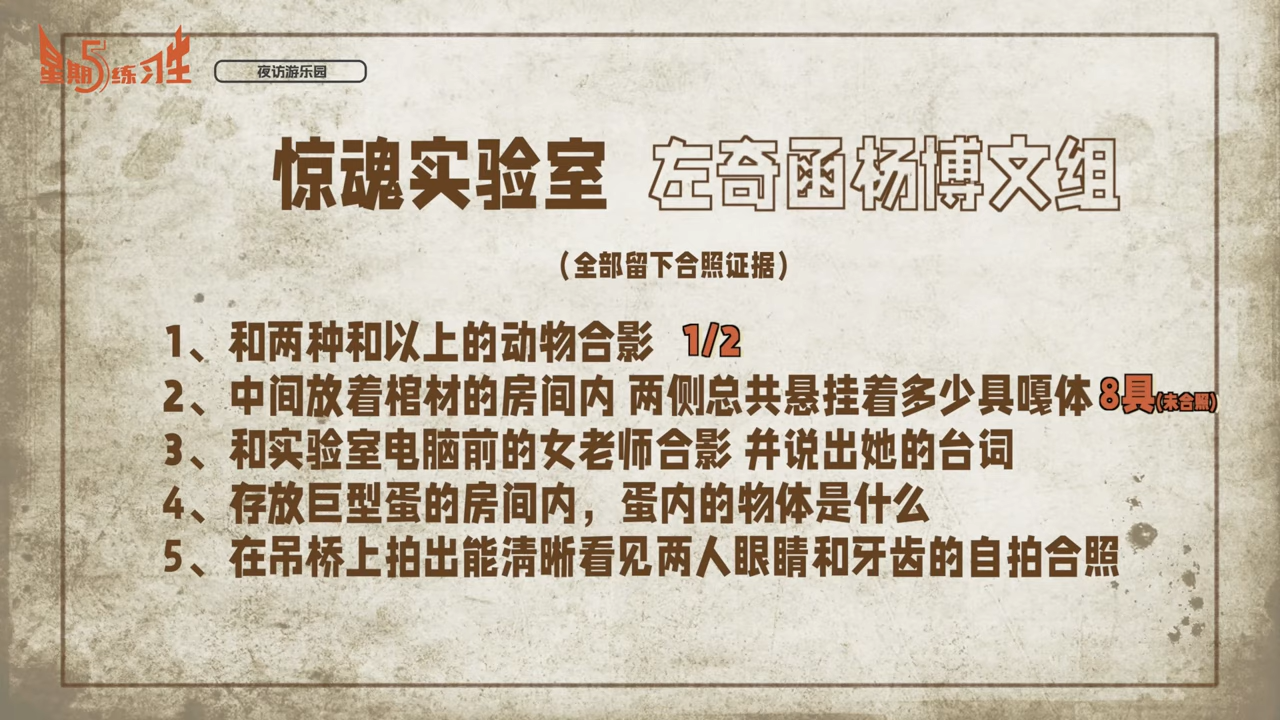 星期5练习生
夜访游乐园
惊魂实验室 左奇函杨博文组
(全部留下合照证据)
1、和两种和以上的动物合影 1/2
2、中间放着棺材的房间内 两侧总共悬挂着多少具嘎体 8具(未合照)
3、和实验室电脑前的女老师合影 并说出她的台词
4、存放巨型蛋的房间内，蛋内的物体是什么
5、在吊桥上拍出能清晰看见两人眼睛和牙齿的自拍合照